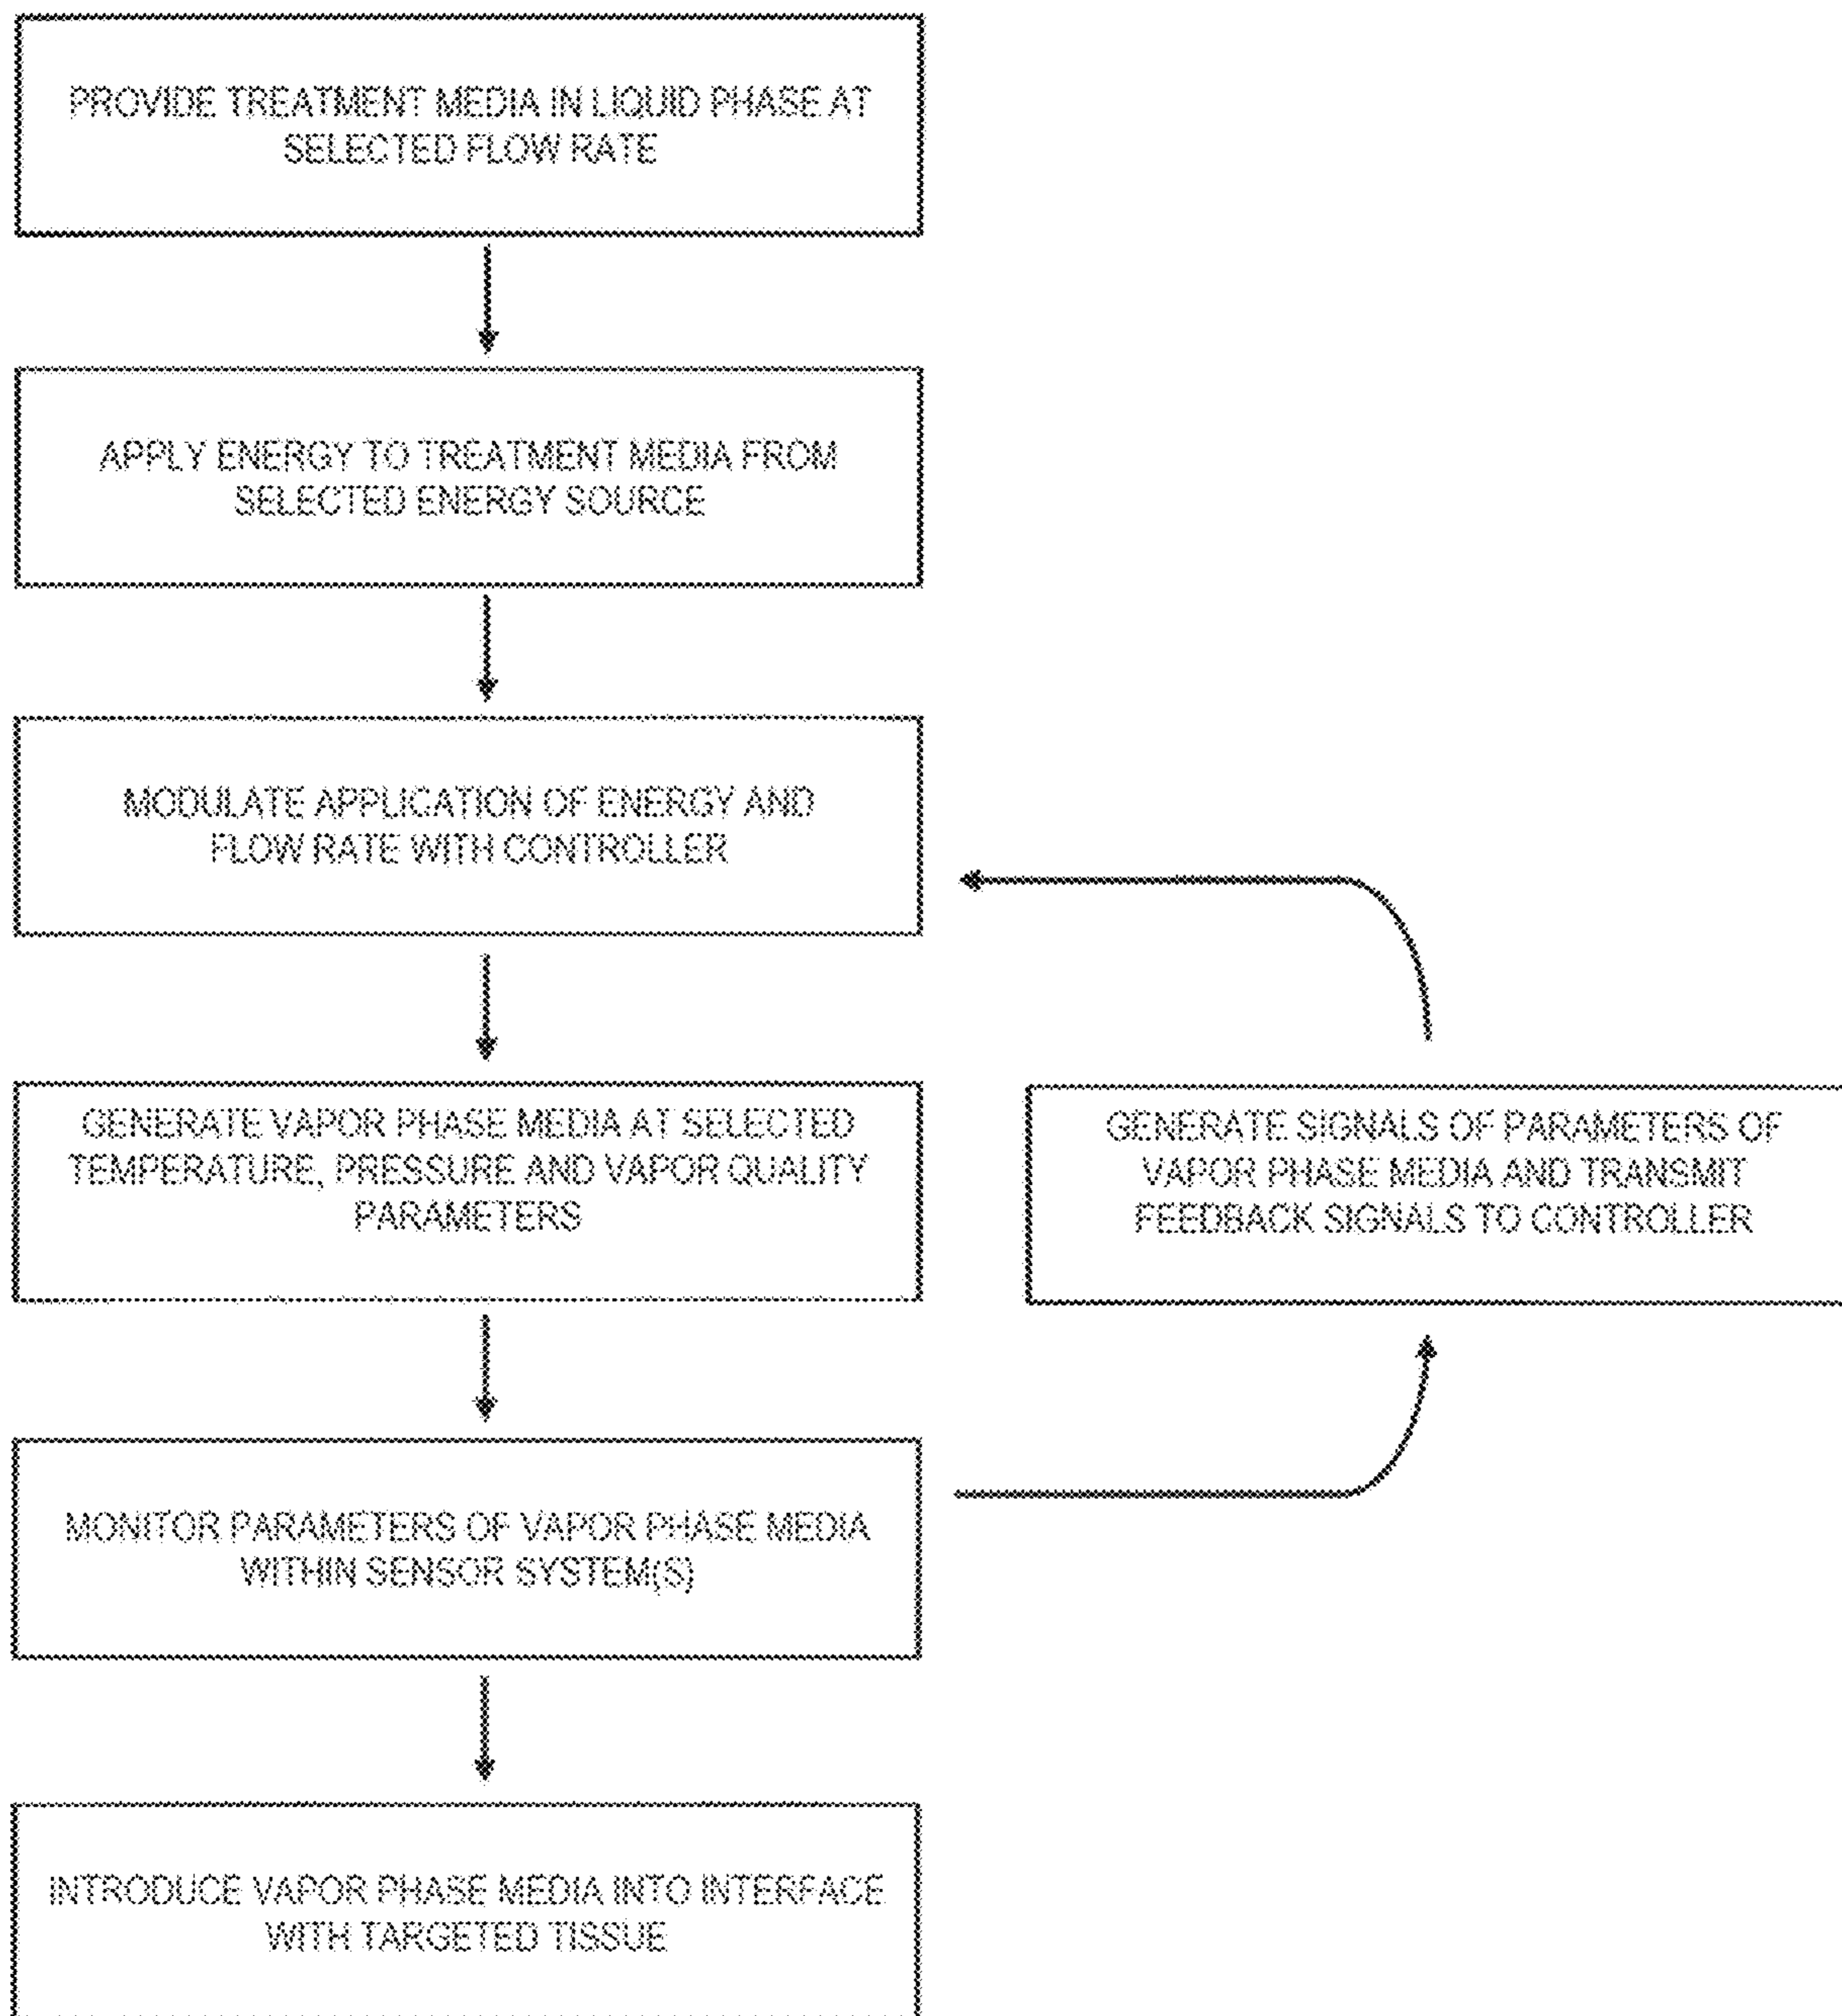 PROVIDE TREATMENT MEDIA IN LIQUID PHASE AT
SELECTED FLOW RATE
APPLY ENERGY TO TREATMENT MEDIA FROM
SELECTED ENERGY SOURCE
MODULATE APPLICATION OF ENERGY AND
FLOW RATE WITH CONTROLLER
GENERATE VAPOR PHASE MEDIA AT SELECTED
TEMPERATURE, PRESSURE AND VAPOR QUALITY
PARAMETERS
GENERATE SIGNALS OF PARAMETERS OF
VAPOR PHASE MEDIA AND TRANSMIT
FEEDBACK SIGNALS TO CONTROLLER
MONITOR PARAMETERS OF VAPOR PHASE MEDIA
WITHIN SENSOR SYSTEM(S)
INTRODUCE VAPOR PHASE MEDIA INTO INTERFACE
WITH TARGETED TISSUE